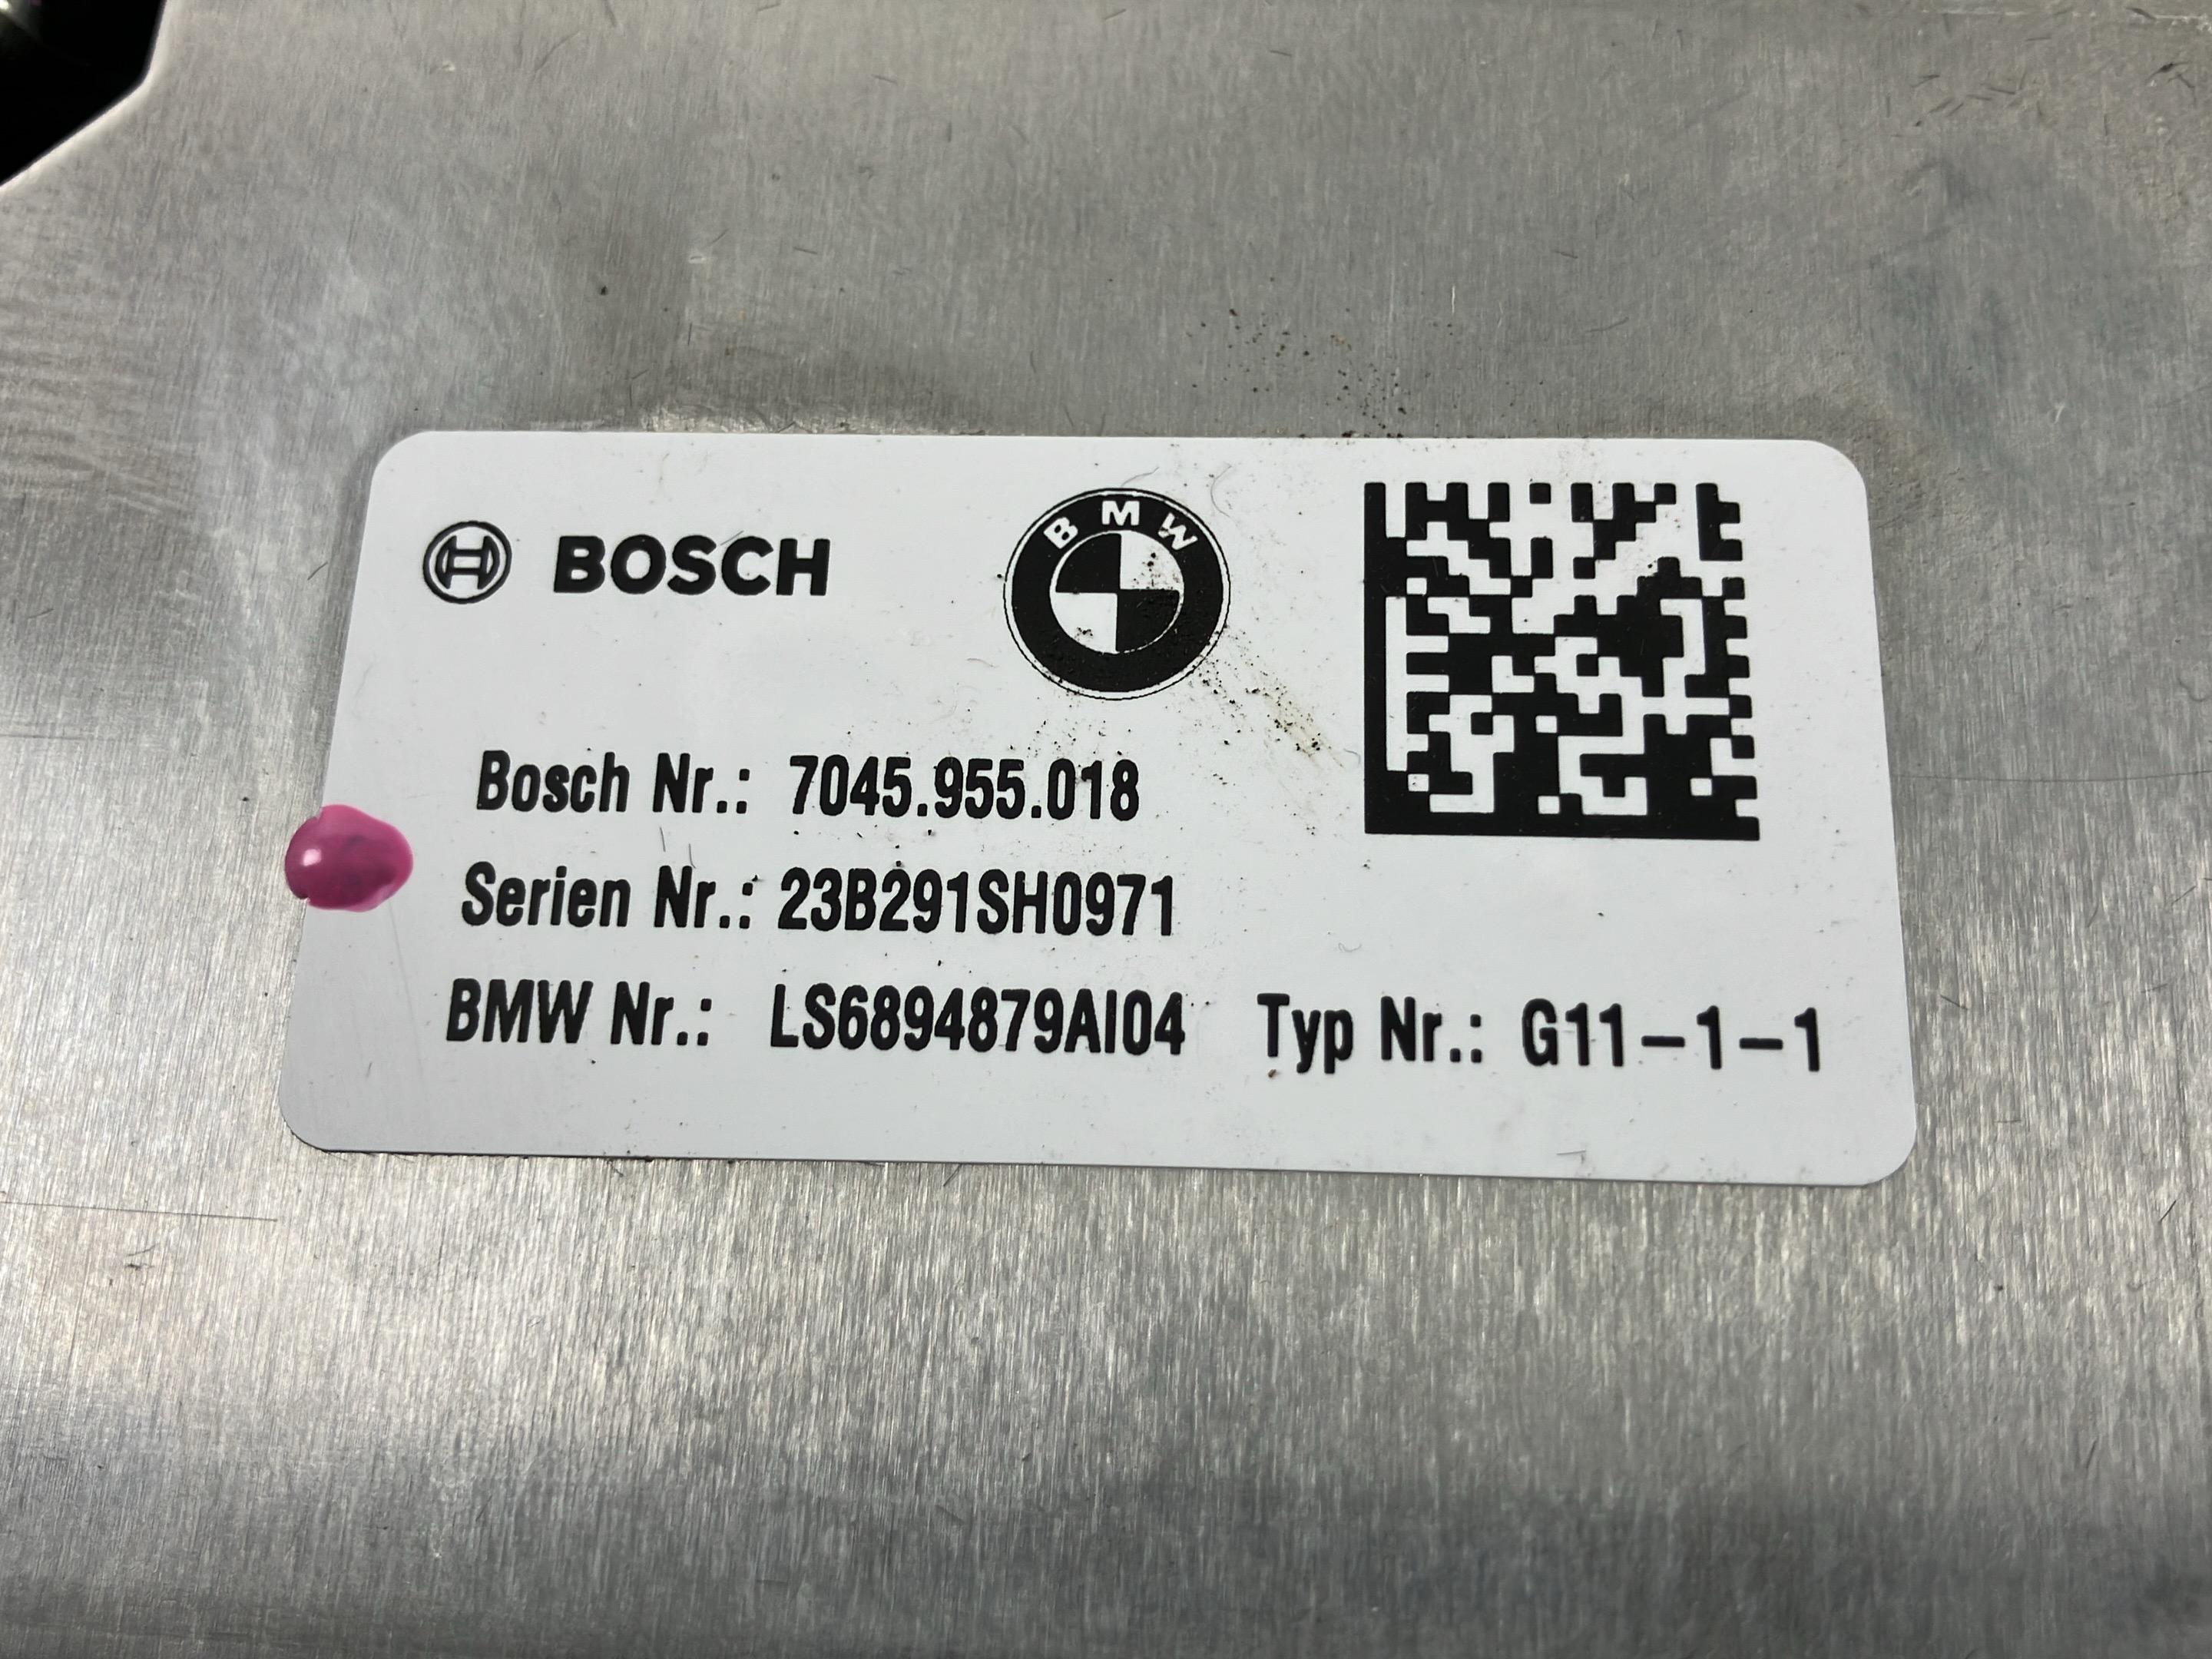 BOSCH
BMW
Bosch Nr.: 7045.955.018
Serien Nr.: 23B291SH0971
BMW Nr.: LS6894879AI04 Typ Nr.: G11-1-1